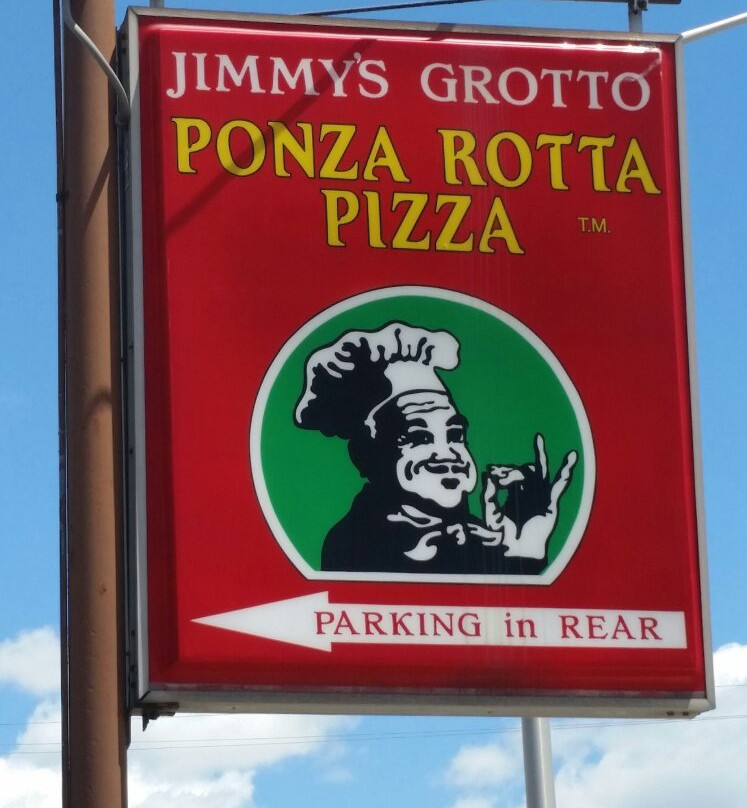 JIMMY'S GROTTO
PONZA ROTTA
PIZZA T.M.
PARKING in REAR